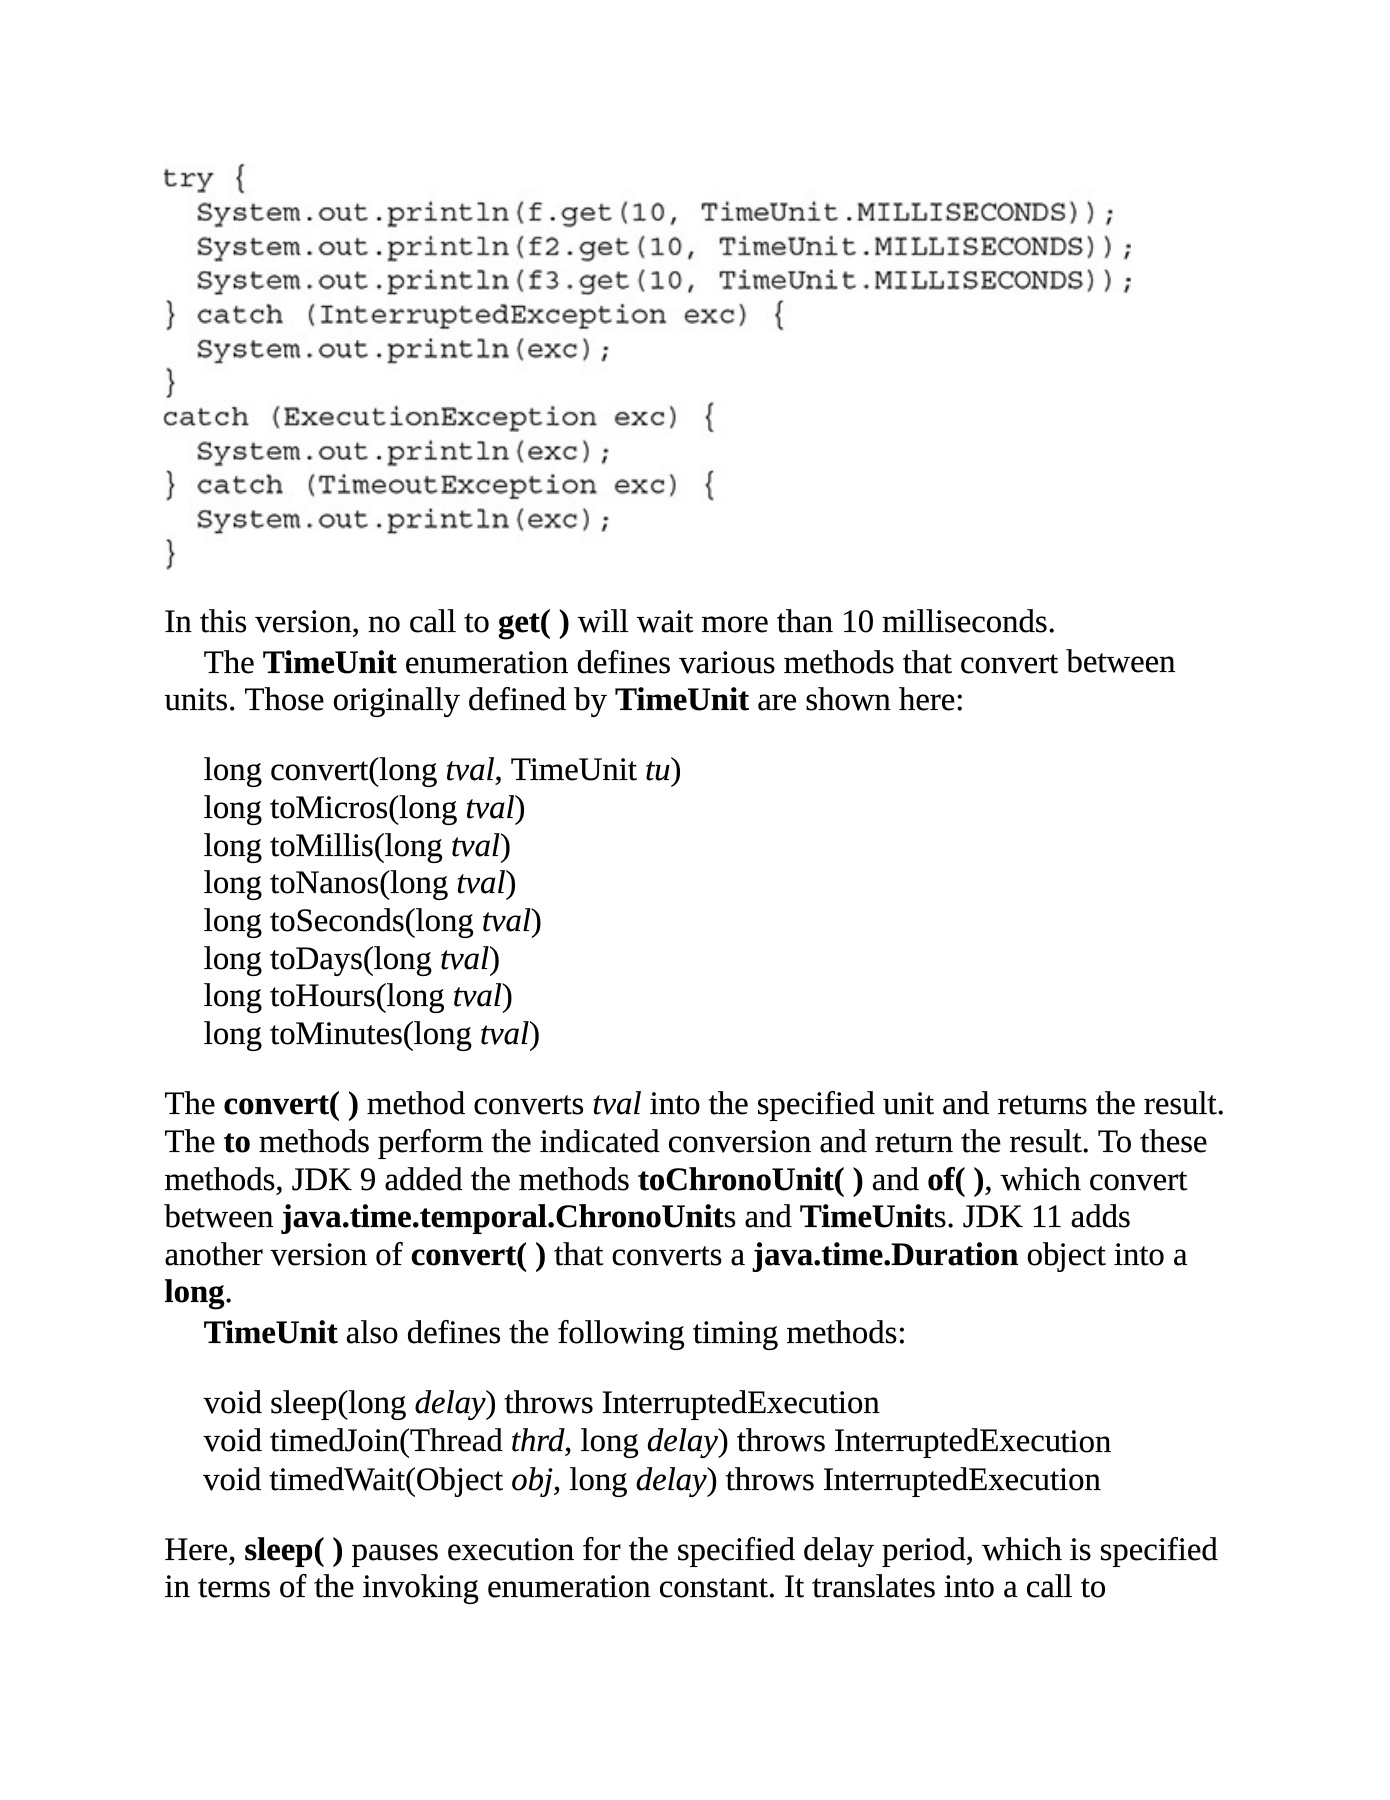 try {
  System.out.println(f.get(10, TimeUnit.MILLISECONDS));
  System.out.println(f2.get(10, TimeUnit.MILLISECONDS));
  System.out.println(f3.get(10, TimeUnit.MILLISECONDS));
} catch (InterruptedException exc) {
  System.out.println(exc);
}
catch (ExecutionException exc) {
  System.out.println(exc);
} catch (TimeoutException exc) {
  System.out.println(exc);
}
In this version, no call to get( ) will wait more than 10 milliseconds.
The TimeUnit enumeration defines various methods that convert between
units. Those originally defined by TimeUnit are shown here:
long convert(long tval, TimeUnit tu)
long toMicros(long tval)
long toMillis(long tval)
long toNanos(long tval)
long toSeconds(long tval)
long toDays(long tval)
long toHours(long tval)
long toMinutes(long tval)
The convert( ) method converts tval into the specified unit and returns the result.
The to methods perform the indicated conversion and return the result. To these
methods, JDK 9 added the methods toChronoUnit( ) and of( ), which convert
between java.time.temporal.ChronoUnits and TimeUnits. JDK 11 adds
another version of convert( ) that converts a java.time.Duration object into a
long.
TimeUnit also defines the following timing methods:
void sleep(long delay) throws InterruptedExecution
void timedJoin(Thread thrd, long delay) throws InterruptedExecution
void timedWait(Object obj, long delay) throws InterruptedExecution
Here, sleep( ) pauses execution for the specified delay period, which is specified
in terms of the invoking enumeration constant. It translates into a call to